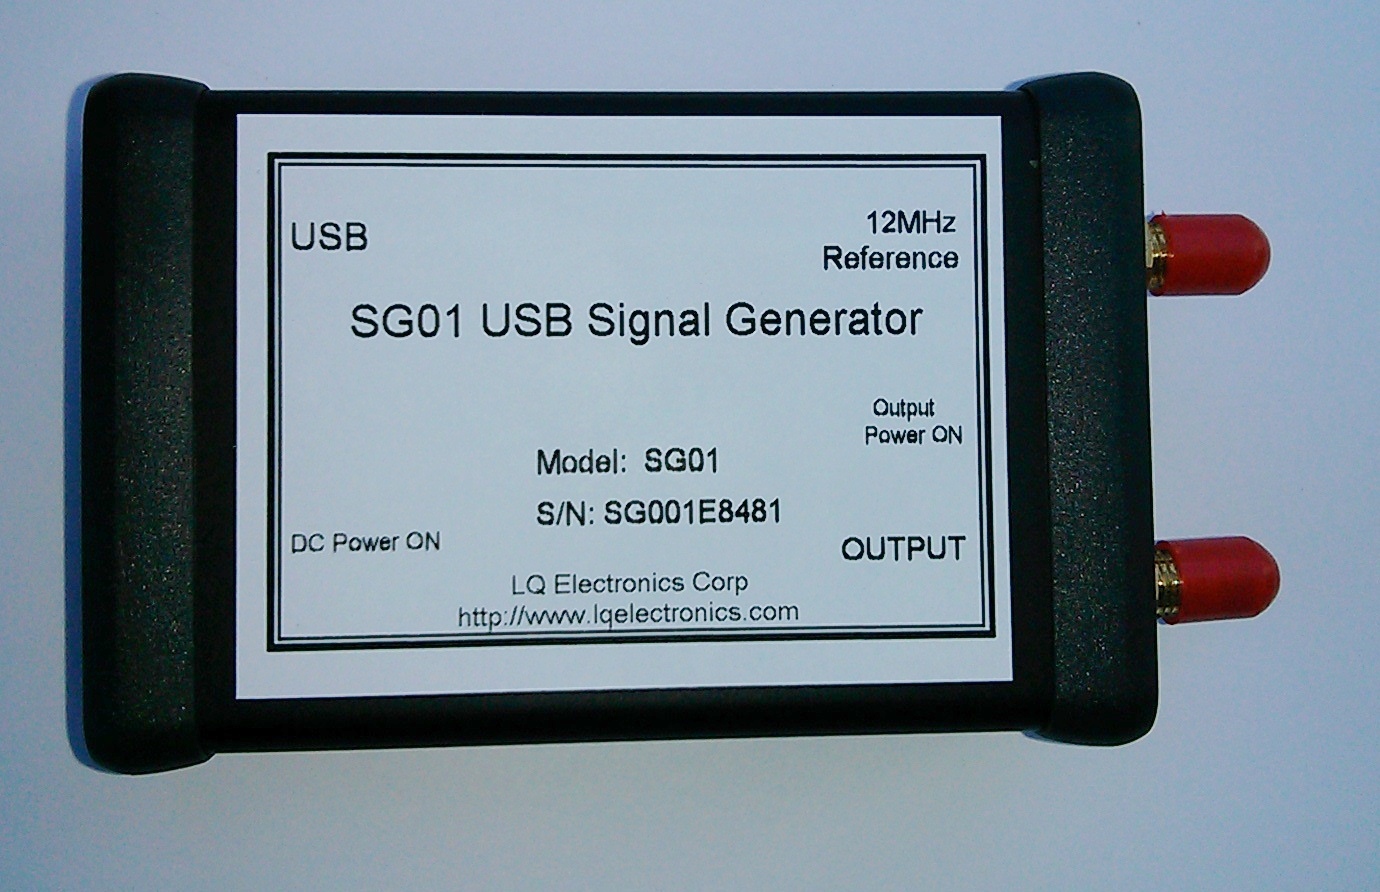 USB
12MHz
Reference
SG01 USB Signal Generator
Output
Power ON
Model: SG01
S/N: SG001E8481
DC Power ON
OUTPUT
LQ Electronics Corp
http://www.lqelectronics.com